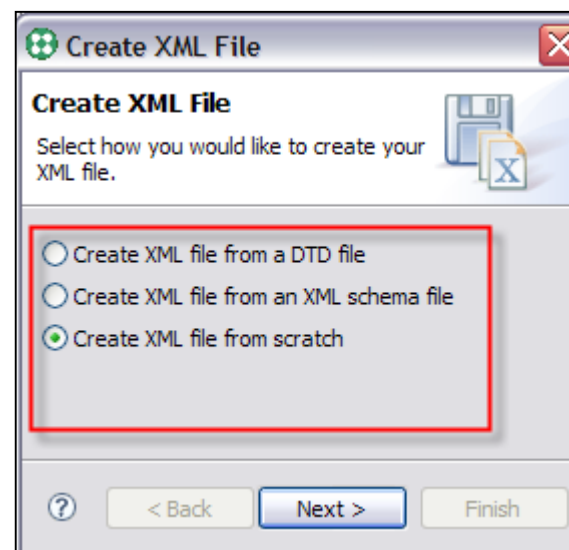 Create XML File
Create XML File
Select how you would like to create your
XML file.
X
Create XML file from a DTD file
Create XML file from an XML schema file
Create XML file from scratch
?
< Back
Next >
Finish